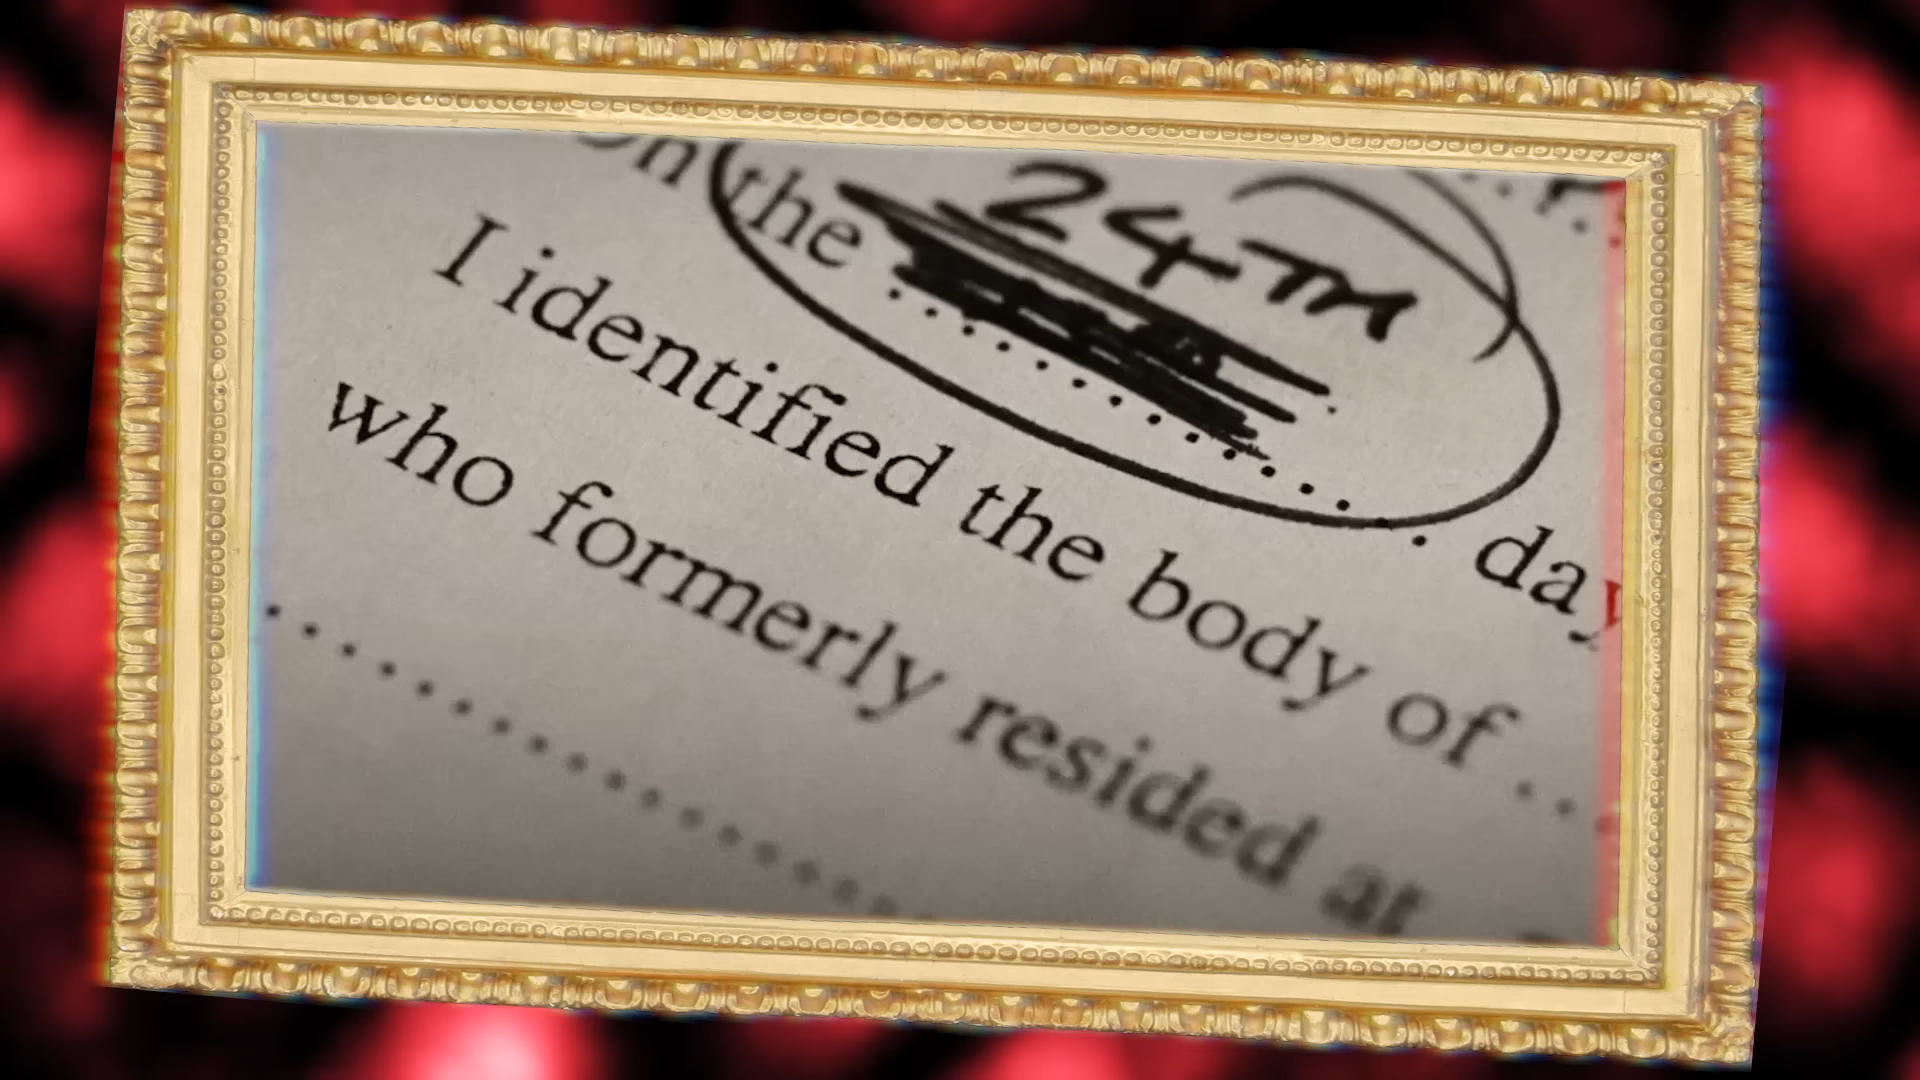 24TH
On the .................. day
I identified the body of ..
who formerly resided at
..................